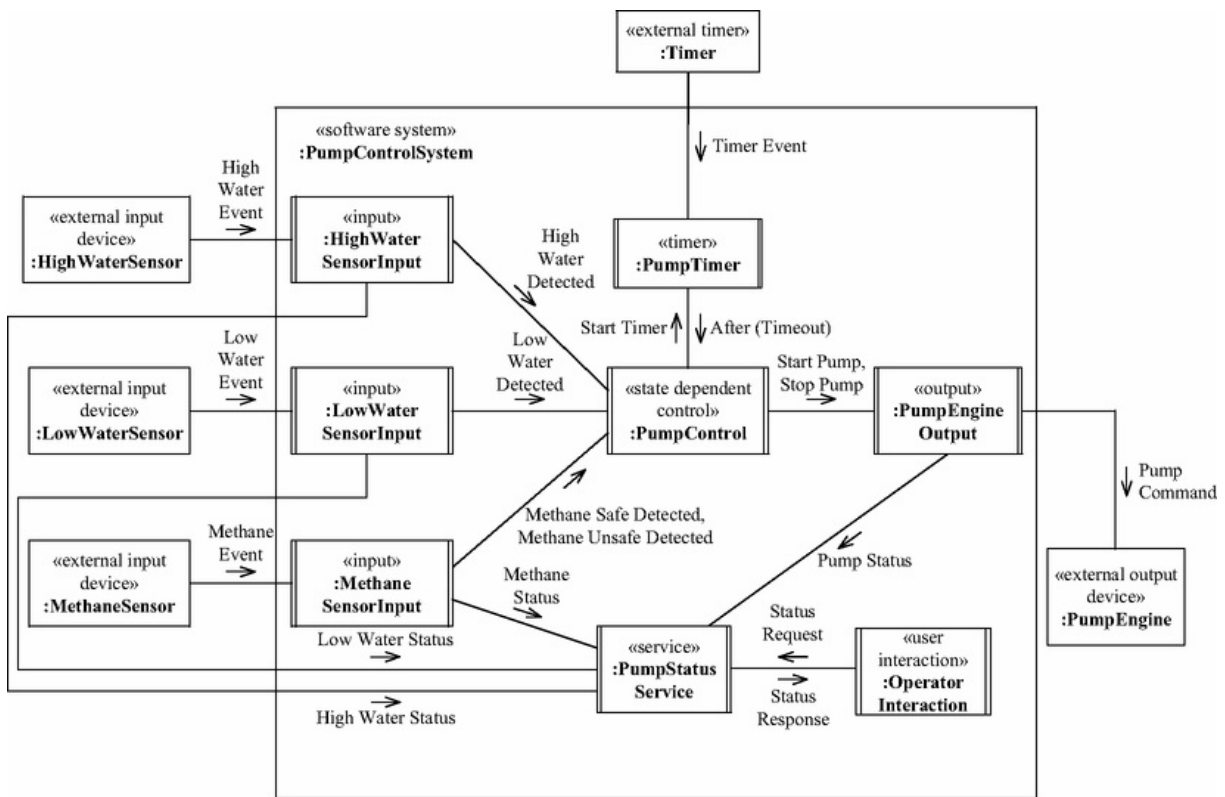 «external timer»
:Timer
«software system»
:PumpControlSystem
Timer Event
High
Water
Event
«external input
device»
:HighWaterSensor
«input»
:HighWater
SensorInput
High
Water
Detected
«timer»
:PumpTimer
Start Timer
After (Timeout)
Low
Water
Event
«external input
device»
:LowWaterSensor
«input»
:LowWater
SensorInput
Low
Water
Detected
«state dependent
control»
:PumpControl
Start Pump,
Stop Pump
«output»
:PumpEngine
Output
Pump
Command
Methane
Event
«external input
device»
:MethaneSensor
«input»
:Methane
SensorInput
Methane Safe Detected,
Methane Unsafe Detected
Methane
Status
Pump Status
«external output
device»
:PumpEngine
Low Water Status
«service»
:PumpStatus
Service
Status
Request
Status
Response
«user
interaction»
:Operator
Interaction
High Water Status